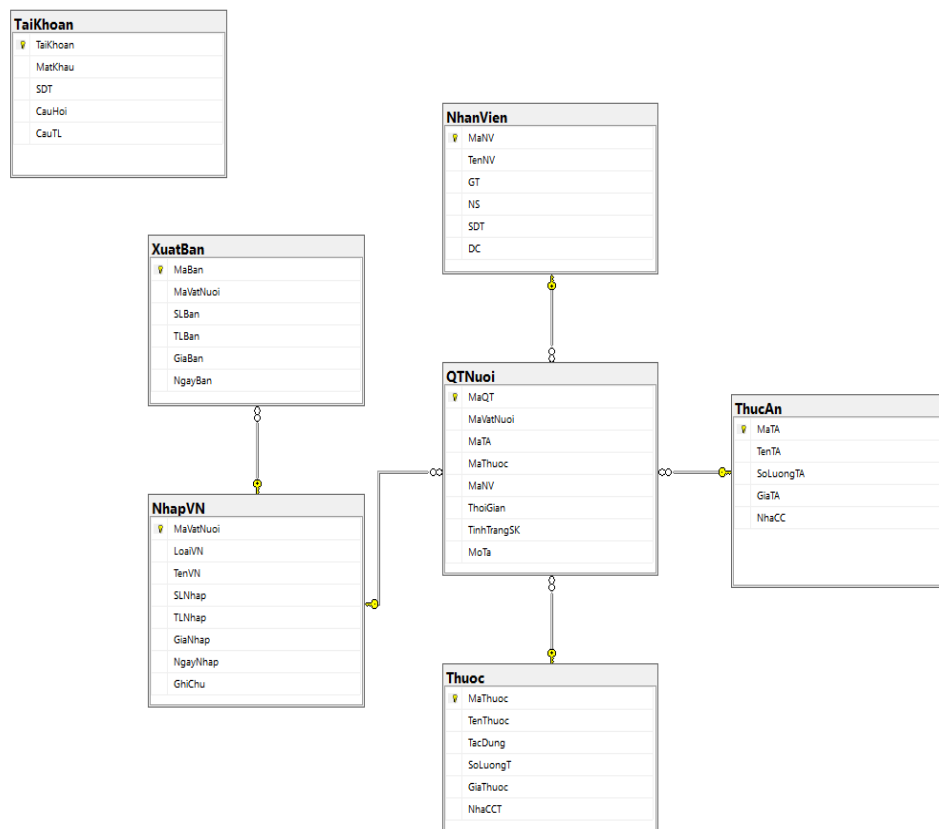 TaiKhoan
TaiKhoan
MatKhau
SDT
CauHoi
CauTL
NhanVien
MaNV
TenNV
GT
NS
SDT
DC
XuatBan
MaBan
MaVatNuoi
SLBan
TLBan
GiaBan
NgayBan
QTNuoi
MaQT
MaVatNuoi
MaTA
MaThuoc
MaNV
ThoiGian
TinhTrangSK
MoTa
ThucAn
MaTA
TenTA
SoLuongTA
GiaTA
NhaCC
NhapVN
MaVatNuoi
LoaiVN
TenVN
SLNhap
TLNhap
GiaNhap
NgayNhap
GhiChu
Thuoc
MaThuoc
TenThuoc
TacDung
SoLuongT
GiaThuoc
NhaCCT